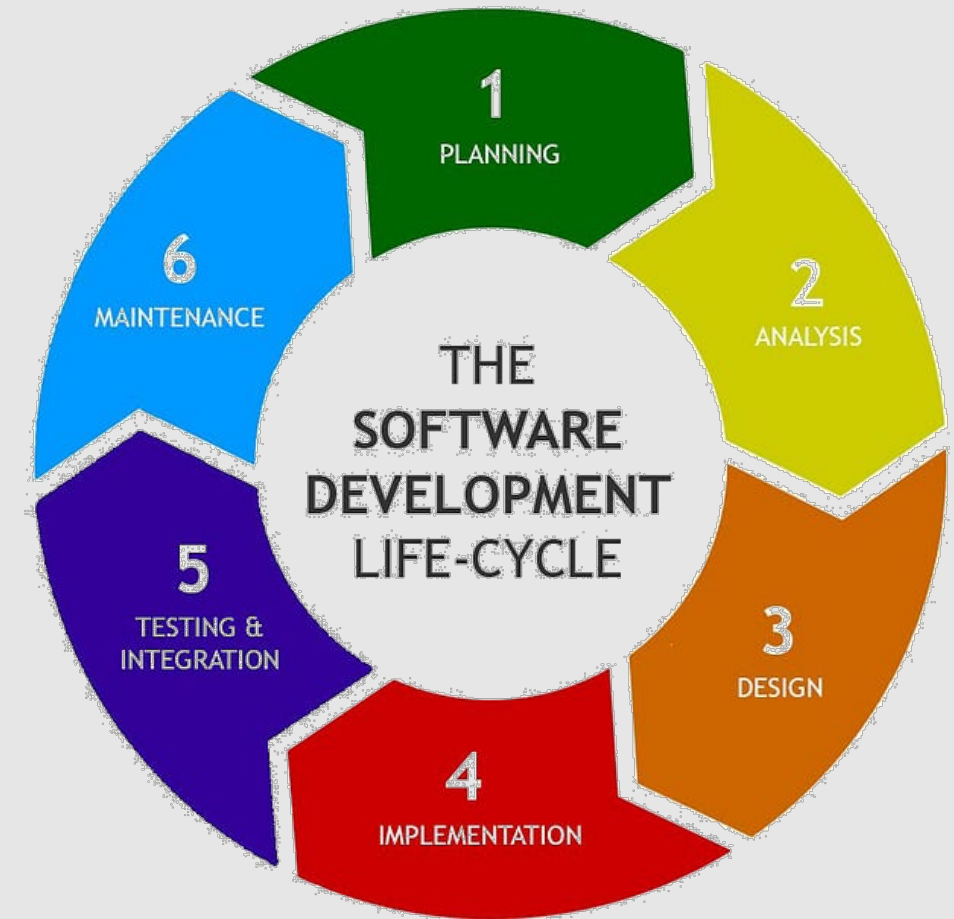 1
PLANNING
2
ANALYSIS
3
DESIGN
4
IMPLEMENTATION
5
TESTING &
INTEGRATION
6
MAINTENANCE
THE
SOFTWARE
DEVELOPMENT
LIFE-CYCLE